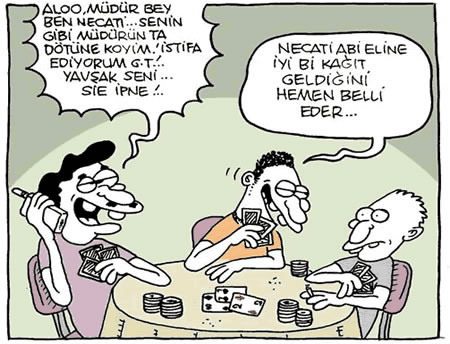 ALOO, MÜDÜR BEY
BEN NECATİ... SENİN
GİBİ MÜDÜRÜN TA
DÖTÜNE KOYİM.! İSTİFA
EDİYORUM G.T.!.
YAVŞAK SENİ...
SİE İPNE.!.
NECATİ ABİ ELİNE
İYİ Bİ KAĞIT
GELDİĞİNİ
HEMEN BELLİ
EDER...